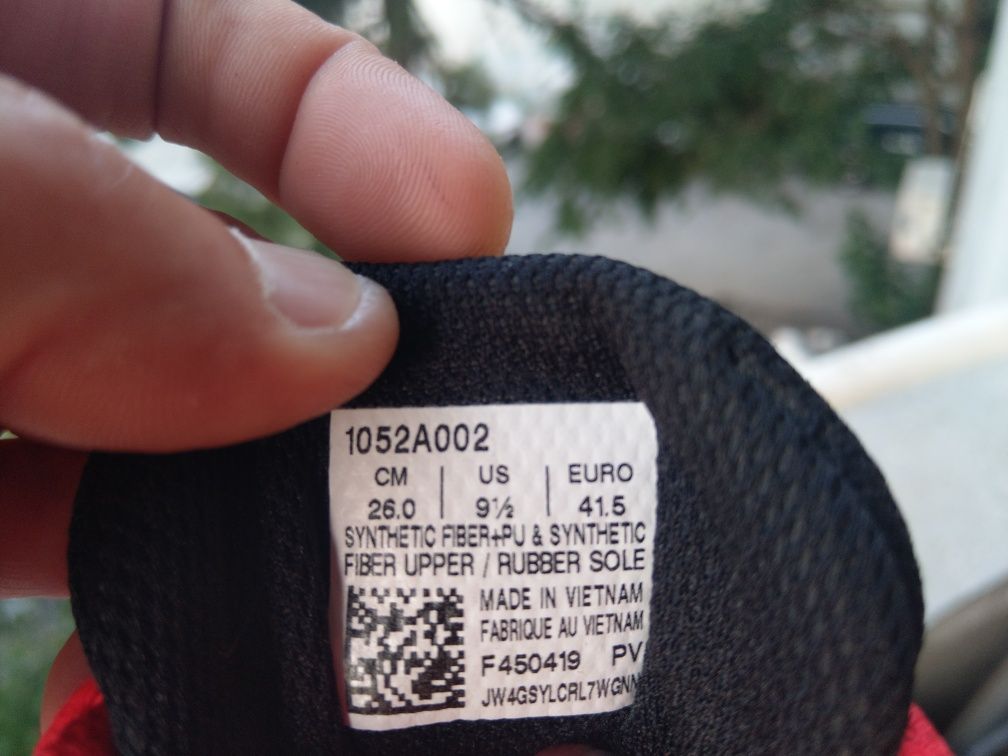 1052A002
CM | US | EURO
26.0 | 9½ | 41.5
SYNTHETIC FIBER+PU & SYNTHETIC
FIBER UPPER / RUBBER SOLE
MADE IN VIETNAM
FABRIQUE AU VIETNAM
F450419 PV